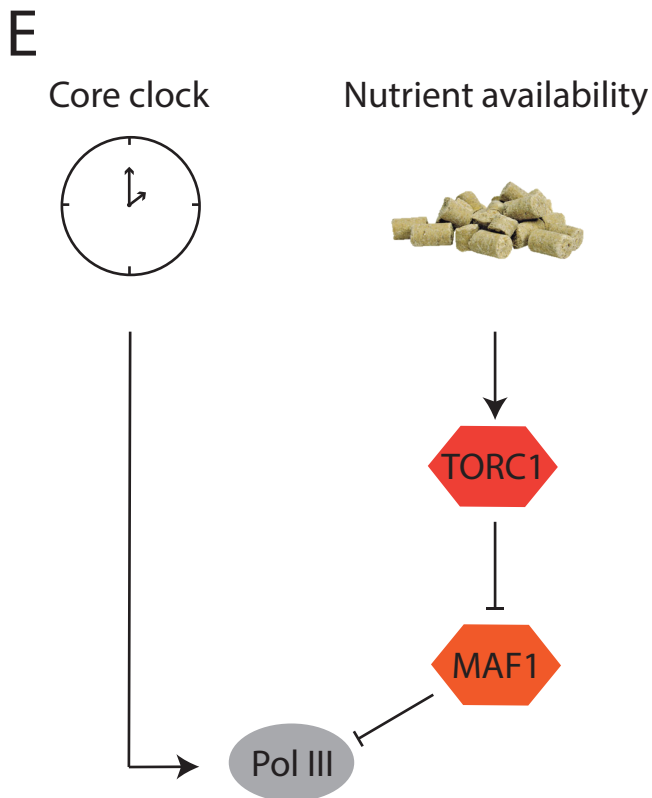 E
Core clock
Nutrient availability
TORC1
MAF1
Pol III